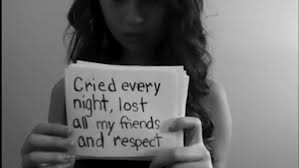 Cried every
night, lost
all my friends
and respect